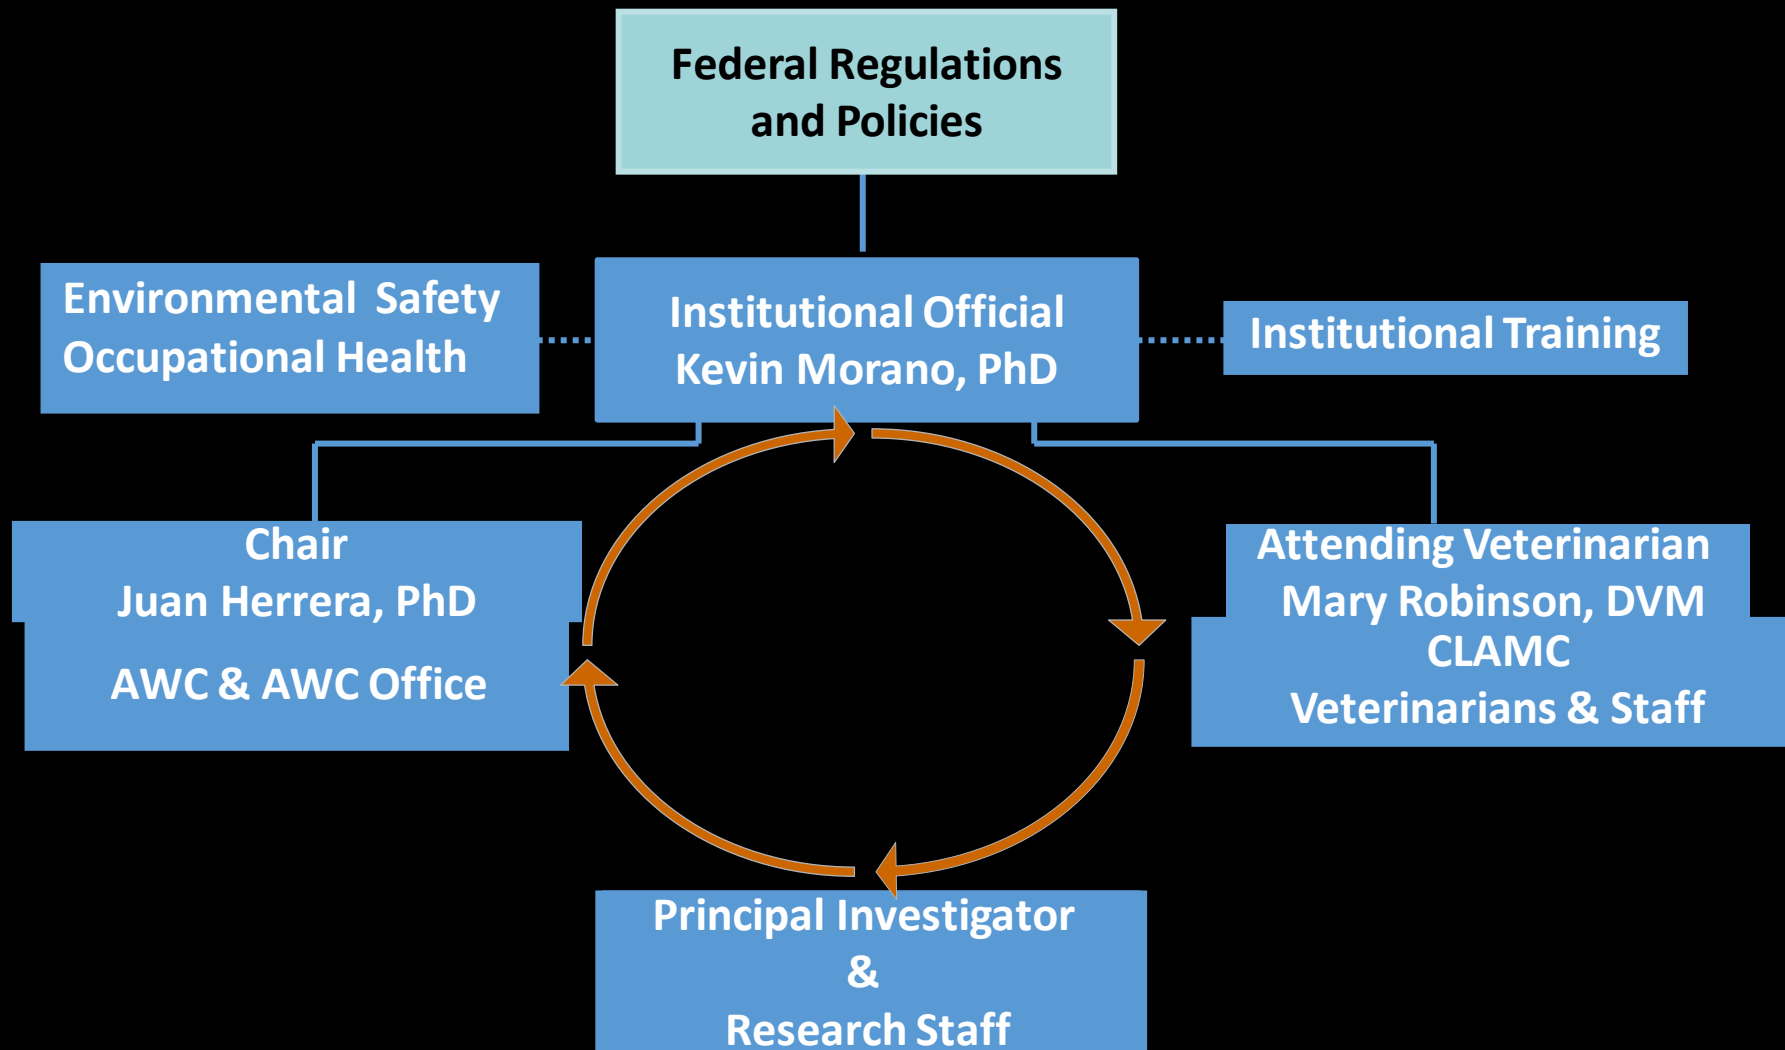 Federal Regulations
and Policies
Environmental Safety
Occupational Health
Institutional Official
Kevin Morano, PhD
Institutional Training
Chair
Juan Herrera, PhD
AWC & AWC Office
Attending Veterinarian
Mary Robinson, DVM
CLAMC
Veterinarians & Staff
Principal Investigator
&
Research Staff